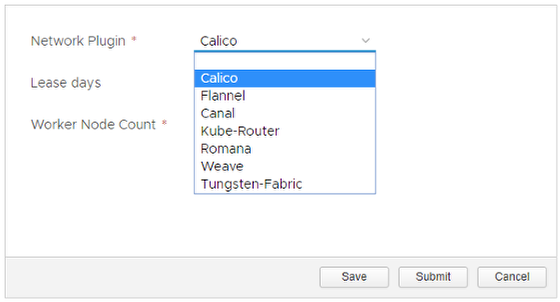 Network Plugin * Calico
Calico
Lease days
Flannel
Canal
Worker Node Count *
Kube-Router
Romana
Weave
Tungsten-Fabric
Save Submit Cancel